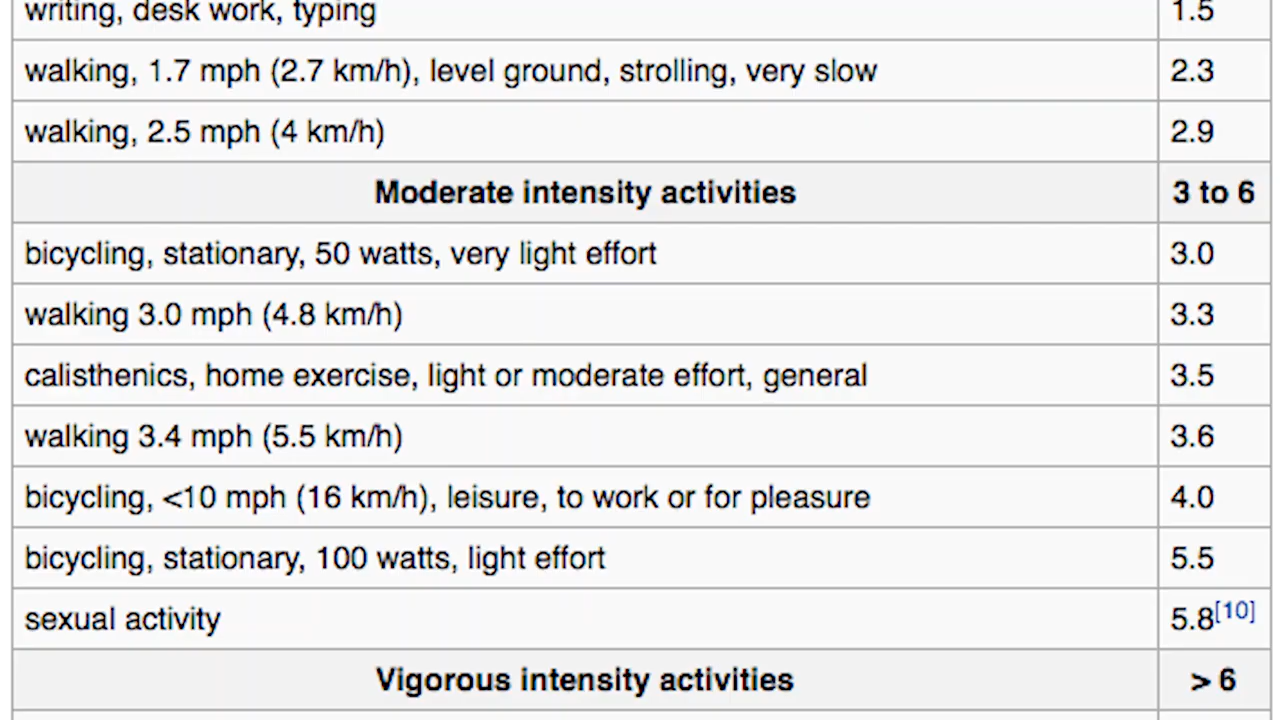 writing, desk work, typing 1.5
walking, 1.7 mph (2.7 km/h), level ground, strolling, very slow 2.3
walking, 2.5 mph (4 km/h) 2.9
Moderate intensity activities 3 to 6
bicycling, stationary, 50 watts, very light effort 3.0
walking 3.0 mph (4.8 km/h) 3.3
calisthenics, home exercise, light or moderate effort, general 3.5
walking 3.4 mph (5.5 km/h) 3.6
bicycling, <10 mph (16 km/h), leisure, to work or for pleasure 4.0
bicycling, stationary, 100 watts, light effort 5.5
sexual activity 5.8[10]
Vigorous intensity activities > 6